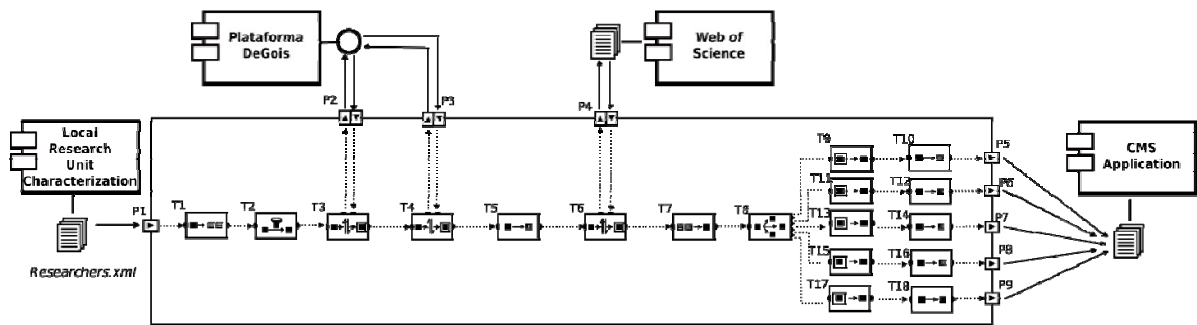 Plataforma
DeGois
Web of
Science
P2
P3
P4
Local
Research
Unit
Characterization
CMS
Application
T9
T10
P5
P1
T11
T12
P6
T1
T2
T3
T4
T5
T6
T7
T8
T13
T14
P7
Researchers.xml
T15
T16
P8
T17
T18
P9